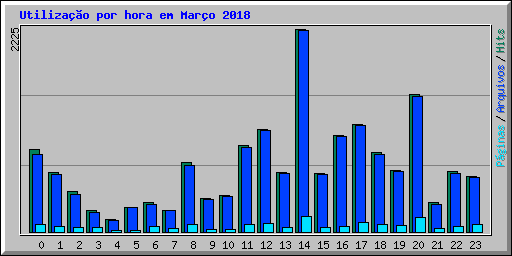 Utilização por hora em Março 2018
2225
Páginas / Arquivos / Hits
0 1 2 3 4 5 6 7 8 9 10 11 12 13 14 15 16 17 18 19 20 21 22 23